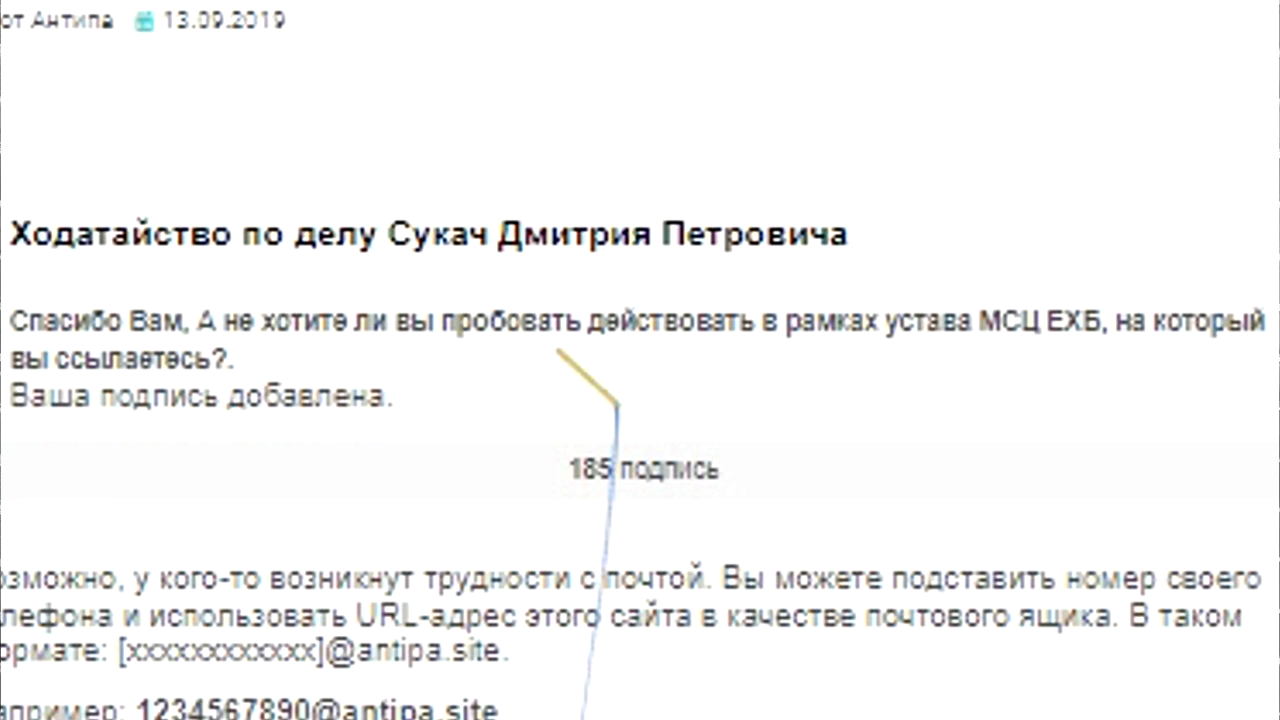 от Антипа 13.09.2019
Ходатайство по делу Сукач Дмитрия Петровича
Спасибо Вам, А не хотите ли вы пробовать действовать в рамках устава МСЦ ЕХБ, на который
вы ссылаетесь?.
Ваша подпись добавлена.
185 подпись
озможно, у кого-то возникнут трудности с почтой. Вы можете подставить номер своего
лефона и использовать URL-адрес этого сайта в качестве почтового ящика. В таком
ормате: [xxxxxxxxxxxx]@antipa.site.
апример: 1234567890@antipa.site